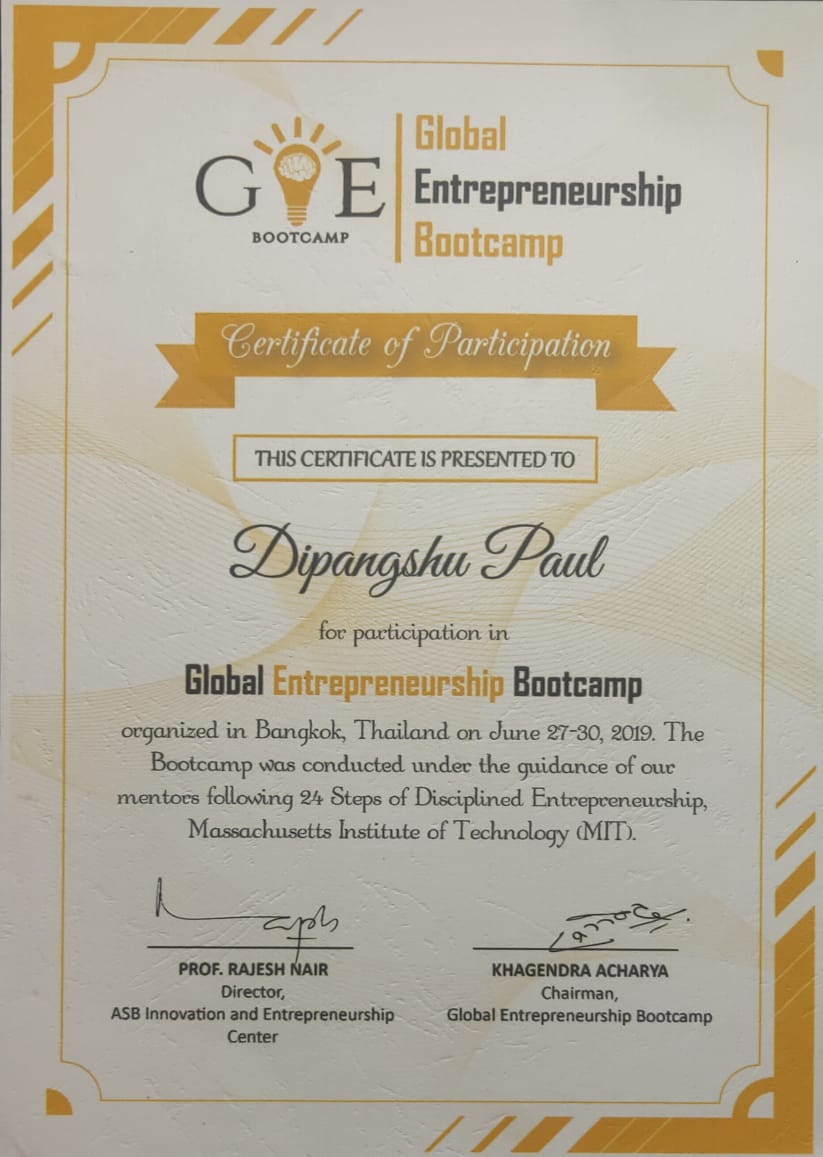 G E
BOOTCAMP
Global
Entrepreneurship
Bootcamp
Certificate of Participation
THIS CERTIFICATE IS PRESENTED TO
Dipangshu Paul
for participation in
Global Entrepreneurship Bootcamp
organized in Bangkok, Thailand on June 27-30, 2019. The
Bootcamp was conducted under the guidance of our
mentors following 24 Steps of Disciplined Entrepreneurship,
Massachusetts Institute of Technology (MIT).
PROF. RAJESH NAIR
Director,
ASB Innovation and Entrepreneurship
Center
KHAGENDRA ACHARYA
Chairman,
Global Entrepreneurship Bootcamp